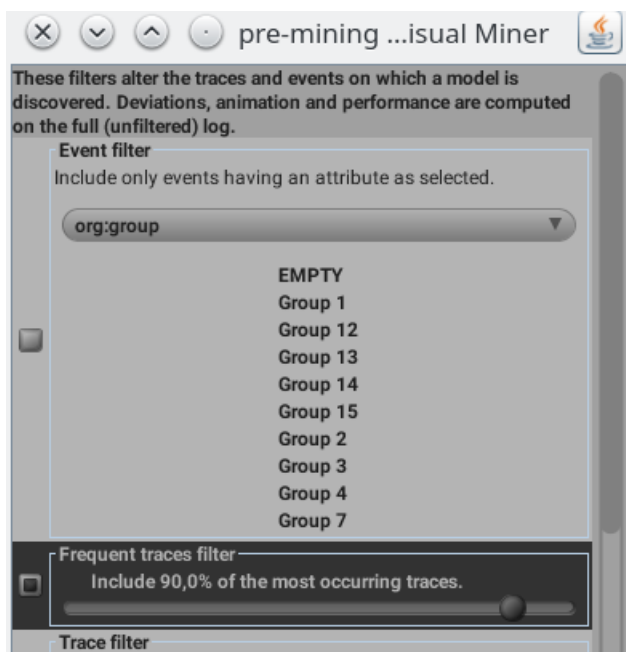 pre-mining ...isual Miner
These filters alter the traces and events on which a model is
discovered. Deviations, animation and performance are computed
on the full (unfiltered) log.
Event filter
Include only events having an attribute as selected.
org:group
EMPTY
Group 1
Group 12
Group 13
Group 14
Group 15
Group 2
Group 3
Group 4
Group 7
Frequent traces filter
Include 90,0% of the most occurring traces.
Trace filter